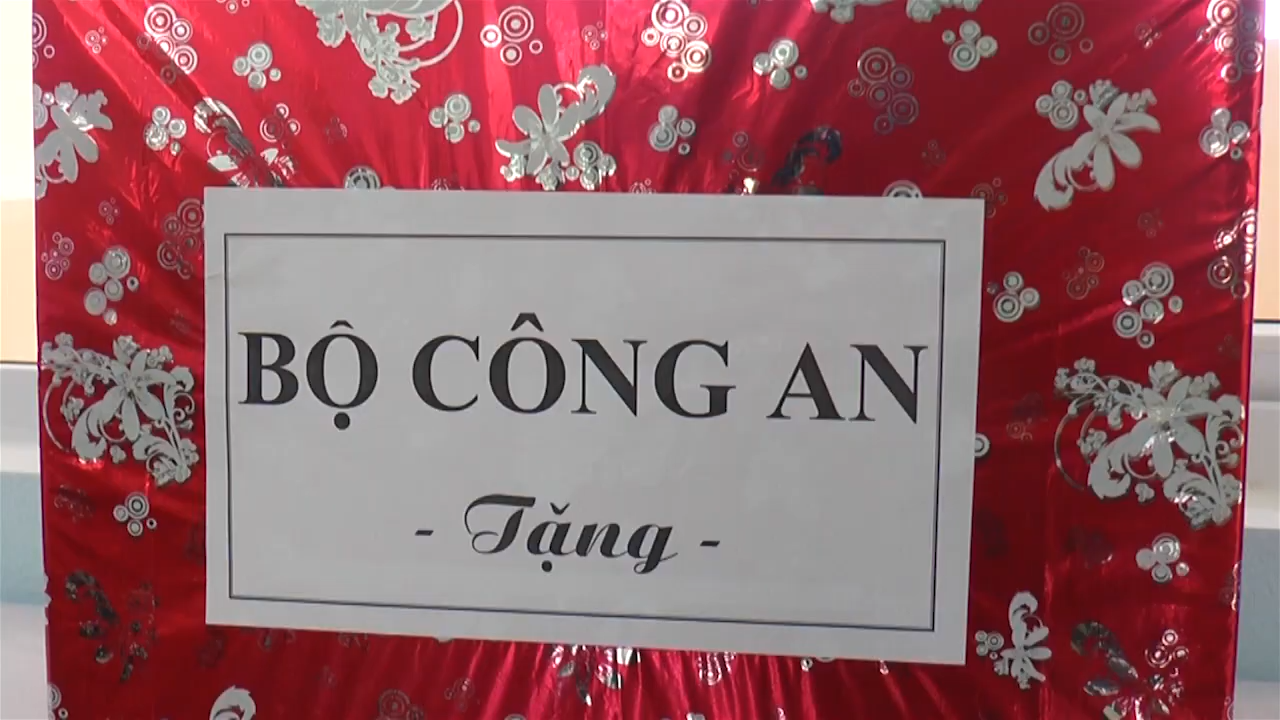 BỘ CÔNG AN
- Tặng -